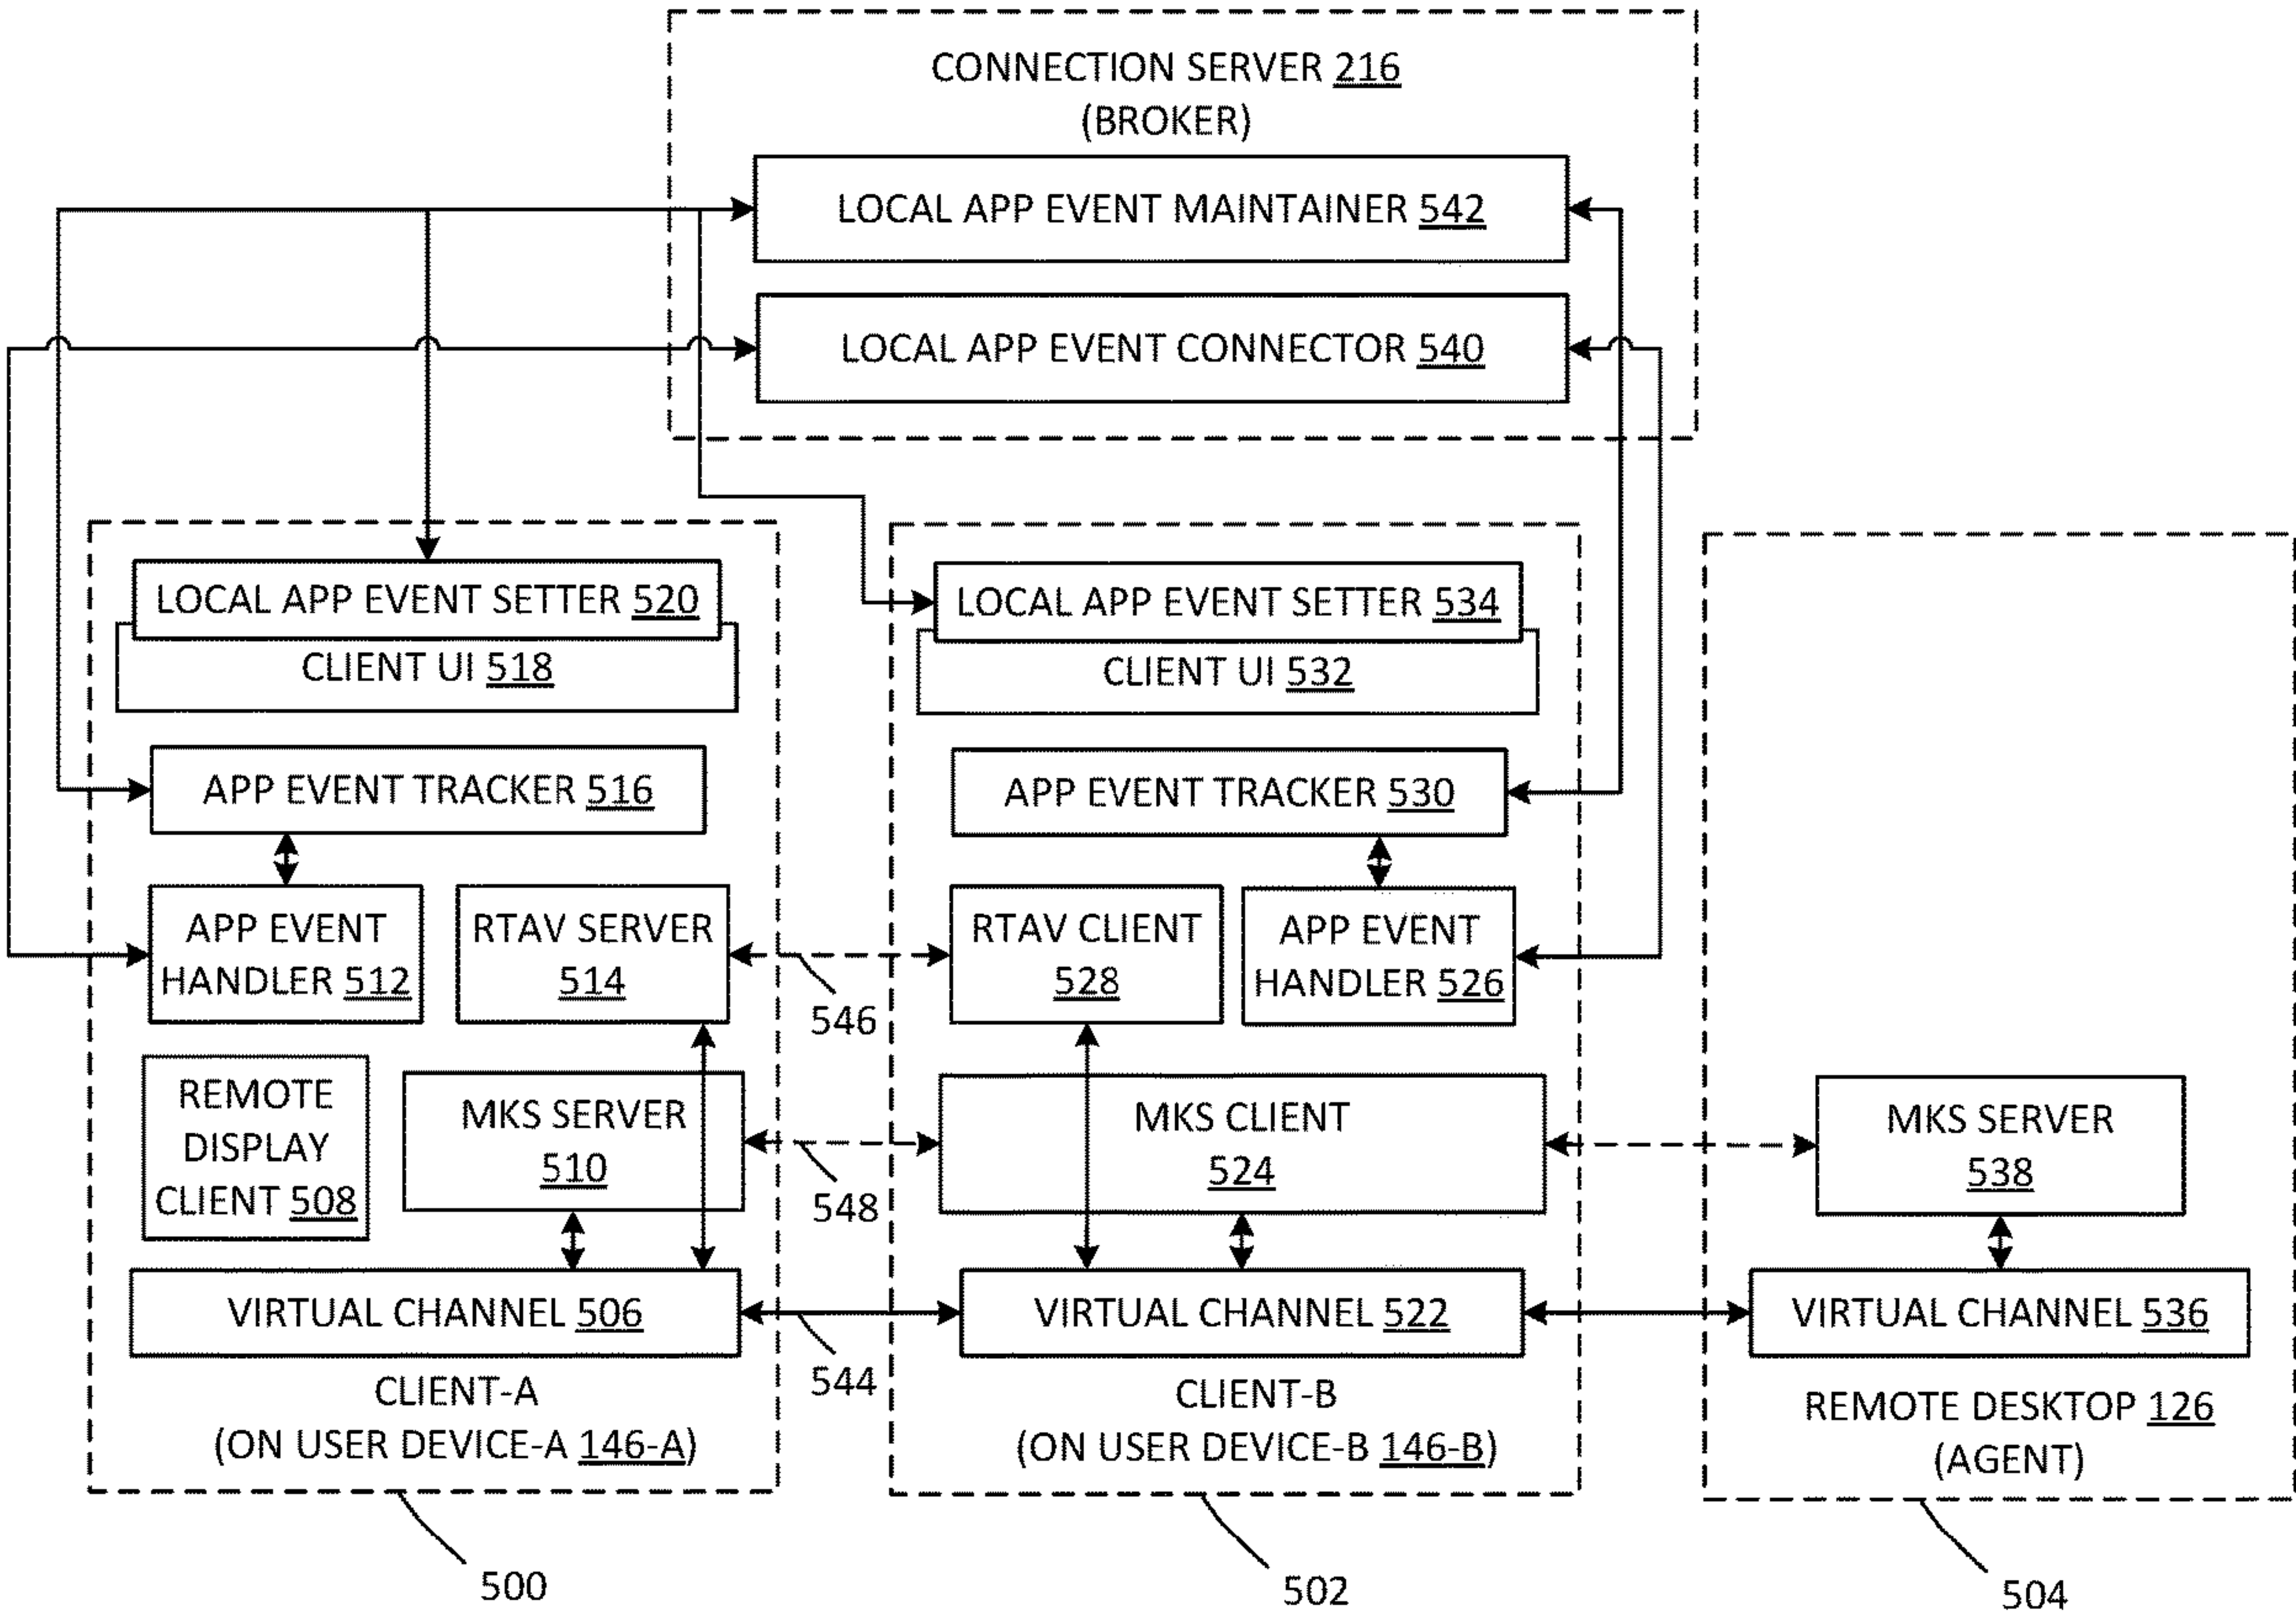 CONNECTION SERVER 216
(BROKER)
LOCAL APP EVENT MAINTAINER 542
LOCAL APP EVENT CONNECTOR 540
LOCAL APP EVENT SETTER 520
CLIENT UI 518
APP EVENT TRACKER 516
APP EVENT
HANDLER 512
RTAV SERVER
514
REMOTE
DISPLAY
CLIENT 508
MKS SERVER
510
VIRTUAL CHANNEL 506
CLIENT-A
(ON USER DEVICE-A 146-A)
500
546
548
544
LOCAL APP EVENT SETTER 534
CLIENT UI 532
APP EVENT TRACKER 530
RTAV CLIENT
528
APP EVENT
HANDLER 526
MKS CLIENT
524
VIRTUAL CHANNEL 522
CLIENT-B
(ON USER DEVICE-B 146-B)
502
MKS SERVER
538
VIRTUAL CHANNEL 536
REMOTE DESKTOP 126
(AGENT)
504